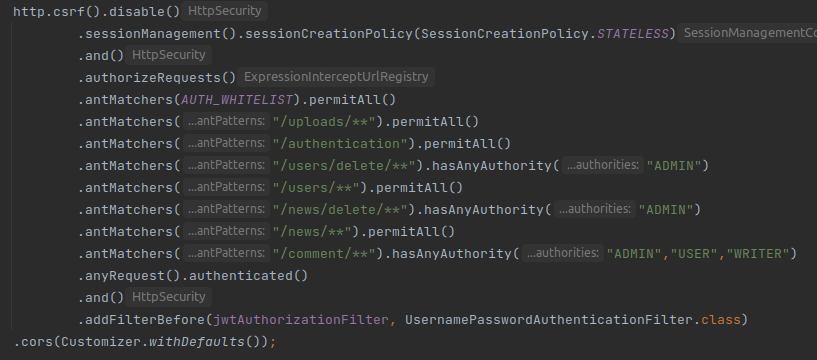 http.csrf().disable() HttpSecurity
.sessionManagement().sessionCreationPolicy(SessionCreationPolicy.STATELESS) SessionManagementCo
.and() HttpSecurity
.authorizeRequests() ExpressionInterceptUrlRegistry
.antMatchers(AUTH_WHITELIST).permitAll()
.antMatchers( ...antPatterns: "/uploads/**").permitAll()
.antMatchers( ...antPatterns: "/authentication").permitAll()
.antMatchers( ...antPatterns: "/users/delete/**").hasAnyAuthority( ...authorities: "ADMIN")
.antMatchers( ...antPatterns: "/users/**").permitAll()
.antMatchers( ...antPatterns: "/news/delete/**").hasAnyAuthority( ...authorities: "ADMIN")
.antMatchers( ...antPatterns: "/news/**").permitAll()
.antMatchers( ...antPatterns: "/comment/**").hasAnyAuthority( ...authorities: "ADMIN","USER","WRITER")
.anyRequest().authenticated()
.and() HttpSecurity
.addFilterBefore(jwtAuthorizationFilter, UsernamePasswordAuthenticationFilter.class)
.cors(Customizer.withDefaults());